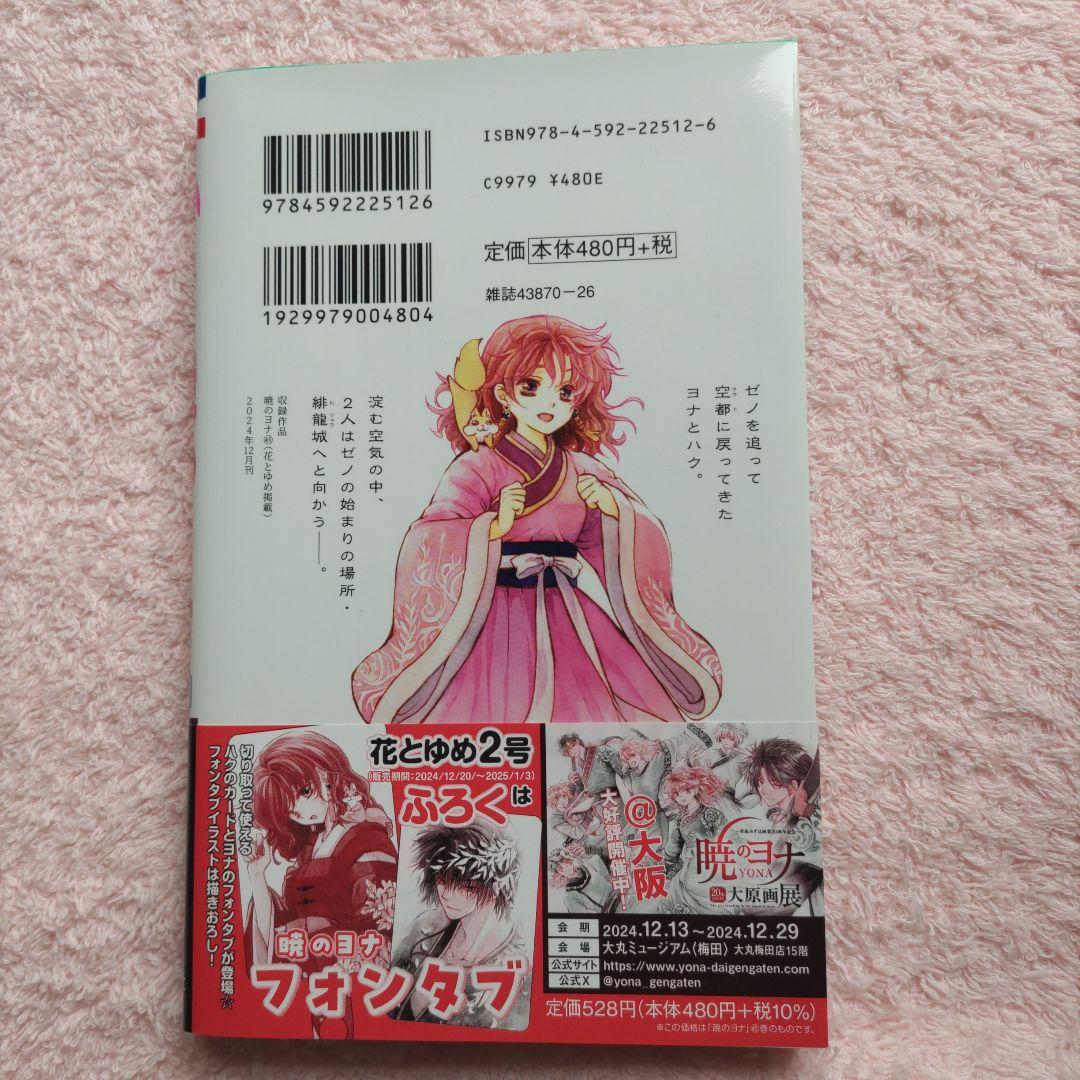 ISBN978-4-592-22512-6
9784592225126
C9979 ¥480E
定価 本体480円+税
1929979004804
雑誌43870-26
ゼノを追って
空都に戻ってきた
クウト
ヨナとハク。
淀む空気の中、
2人はゼノの始まりの場所・
緋龍城へと向かう――。
ヒリュウ
収録作品
暁のヨナ㊺(花とゆめ掲載)
2024年12月刊
切り取って使える
ハクのカードとヨナのフォンタブが登場☆
フォンタブイラストは描きおろし!
花とゆめ2号
(販売期間:2024/12/20/~2025/1/3)
ふろくは
暁のヨナ
フォンタブ
@大阪
大好評開催中!
暁のヨナ
YONA
20th
大原画展
会期 2024.12.13~2024.12.29
会場 大丸ミュージアム〈梅田〉 大丸梅田店15階
公式サイト https://www.yona-daigengaten.com
公式X @yona_gengaten
定価528円(本体480円+税10%)
※この価格は「暁のヨナ」㊺巻のものです。